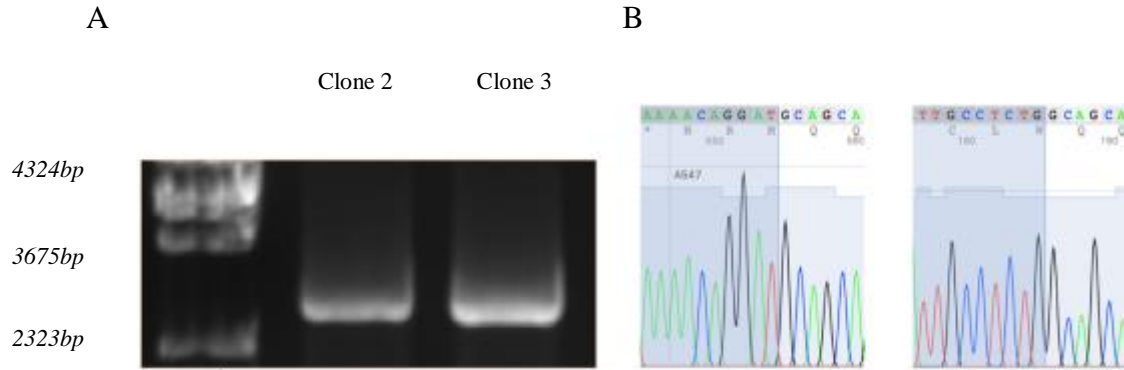 A
B
Clone 2
Clone 3
4324bp
3675bp
2323bp
AAAACAGGATGCAGCA
A547
TTGCCTCTGGCAGCA
C L
Q Q